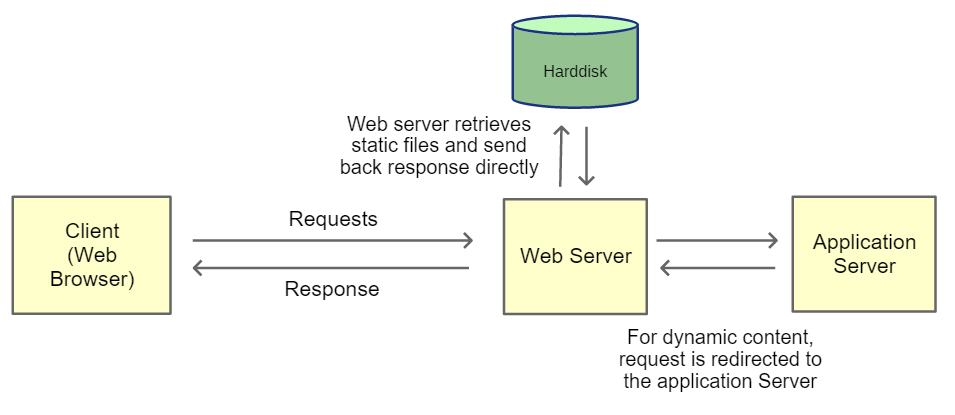 Harddisk
Web server retrieves
static files and send
back response directly
Client
(Web
Browser)
Requests
Response
Web Server
Application
Server
For dynamic content,
request is redirected to
the application Server